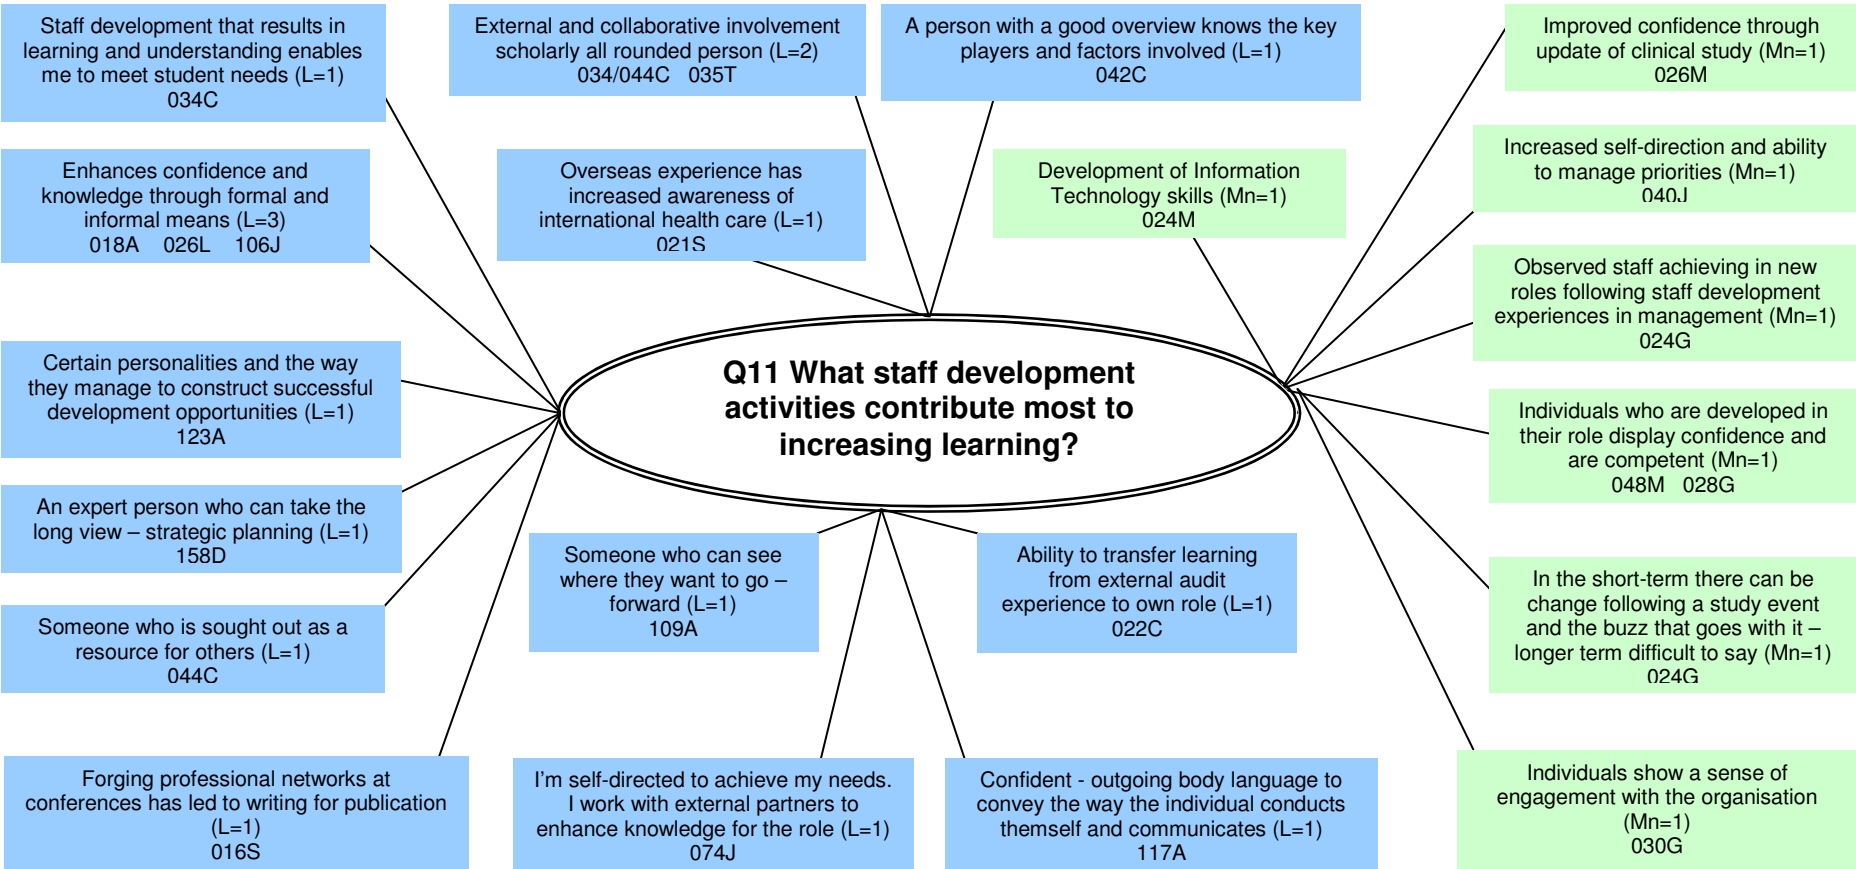 Staff development that results in
learning and understanding enables
me to meet student needs (L=1)
034C
External and collaborative involvement
scholarly all rounded person (L=2)
034/044C 035T
A person with a good overview knows the key
players and factors involved (L=1)
042C
Improved confidence through
update of clinical study (Mn=1)
026M
Enhances confidence and
knowledge through formal and
informal means (L=3)
018A 026L 106J
Overseas experience has
increased awareness of
international health care (L=1)
021S
Development of Information
Technology skills (Mn=1)
024M
Increased self-direction and ability
to manage priorities (Mn=1)
040J
Observed staff achieving in new
roles following staff development
experiences in management (Mn=1)
024G
Certain personalities and the way
they manage to construct successful
development opportunities (L=1)
123A
Q11 What staff development
activities contribute most to
increasing learning?
Individuals who are developed in
their role display confidence and
are competent (Mn=1)
048M 028G
An expert person who can take the
long view – strategic planning (L=1)
158D
Someone who can see
where they want to go –
forward (L=1)
109A
Ability to transfer learning
from external audit
experience to own role (L=1)
022C
In the short-term there can be
change following a study event
and the buzz that goes with it –
longer term difficult to say (Mn=1)
024G
Someone who is sought out as a
resource for others (L=1)
044C
Forging professional networks at
conferences has led to writing for publication
(L=1)
016S
I'm self-directed to achieve my needs.
I work with external partners to
enhance knowledge for the role (L=1)
074J
Confident - outgoing body language to
convey the way the individual conducts
themself and communicates (L=1)
117A
Individuals show a sense of
engagement with the organisation
(Mn=1)
030G